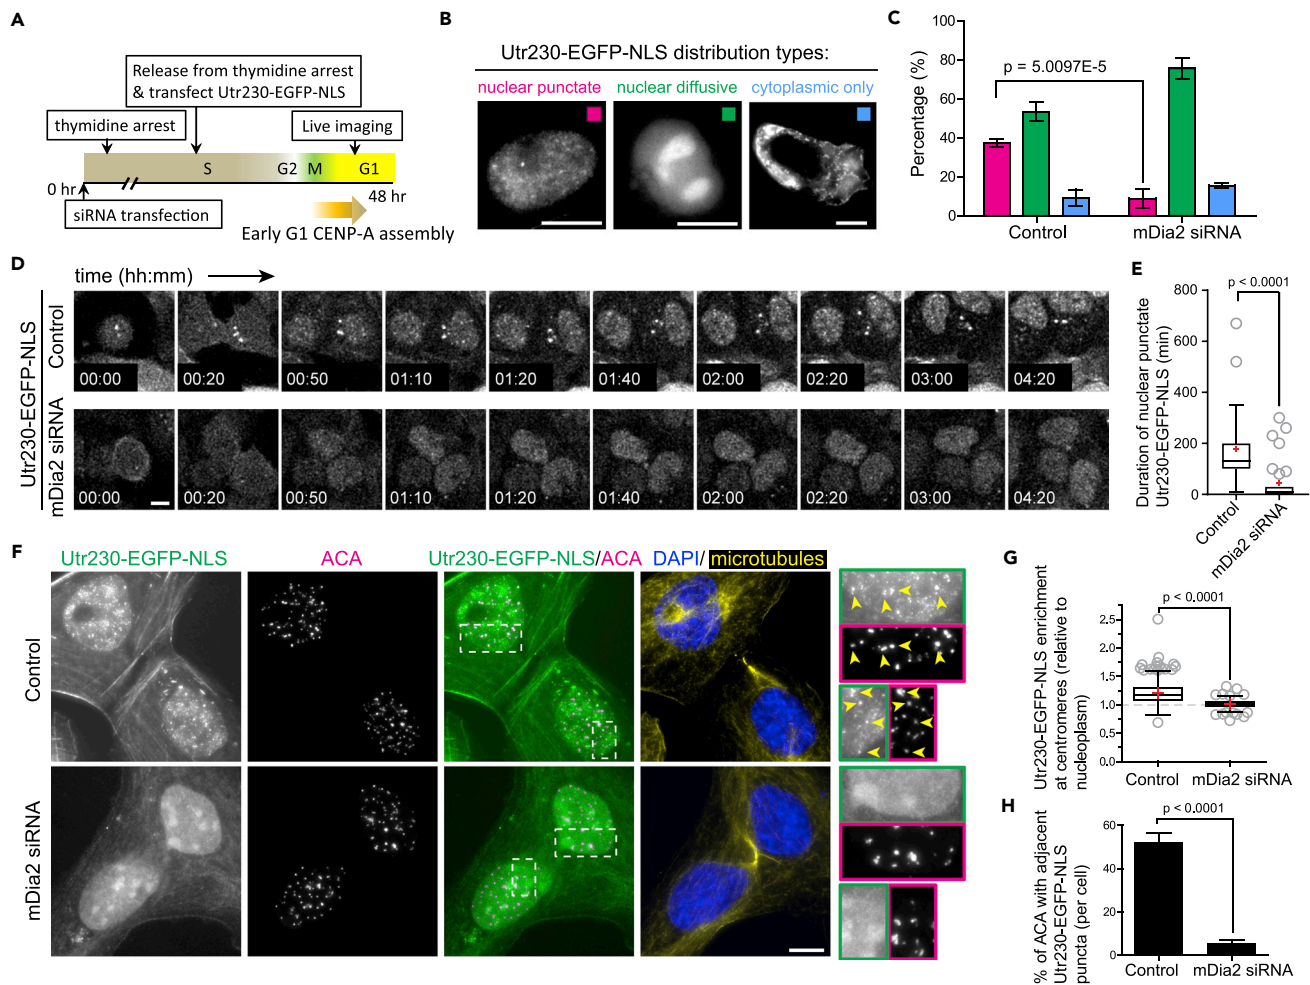 A
Release from thymidine arrest
& transfect Utr230-EGFP-NLS
thymidine arrest
Live imaging
S
G2
M
G1
0 hr
48 hr
siRNA transfection
Early G1 CENP-A assembly
B
Utr230-EGFP-NLS distribution types:
nuclear punctate
nuclear diffusive
cytoplasmic only
C
Percentage (%)
100
80
60
40
20
0
p = 5.0097E-5
Control
mDia2 siRNA
D
time (hh:mm)
Utr230-EGFP-NLS
Control
00:00
00:20
00:50
01:10
01:20
01:40
02:00
02:20
03:00
04:20
mDia2 siRNA
00:00
00:20
00:50
01:10
01:20
01:40
02:00
02:20
03:00
04:20
E
Duration of nuclear punctate
Utr230-EGFP-NLS (min)
p < 0.0001
800
600
400
200
0
Control
mDia2 siRNA
F
Utr230-EGFP-NLS
ACA
Utr230-EGFP-NLS/ACA
DAPI/microtubules
Control
mDia2 siRNA
G
Utr230-EGFP-NLS enrichment
at centromeres (relative to
nucleoplasm)
p < 0.0001
2.5
2.0
1.5
1.0
0.5
0.0
Control
mDia2 siRNA
H
% of ACA with adjacent
Utr230-EGFP-NLS
puncta (per cell)
p < 0.0001
60
40
20
0
Control
mDia2 siRNA